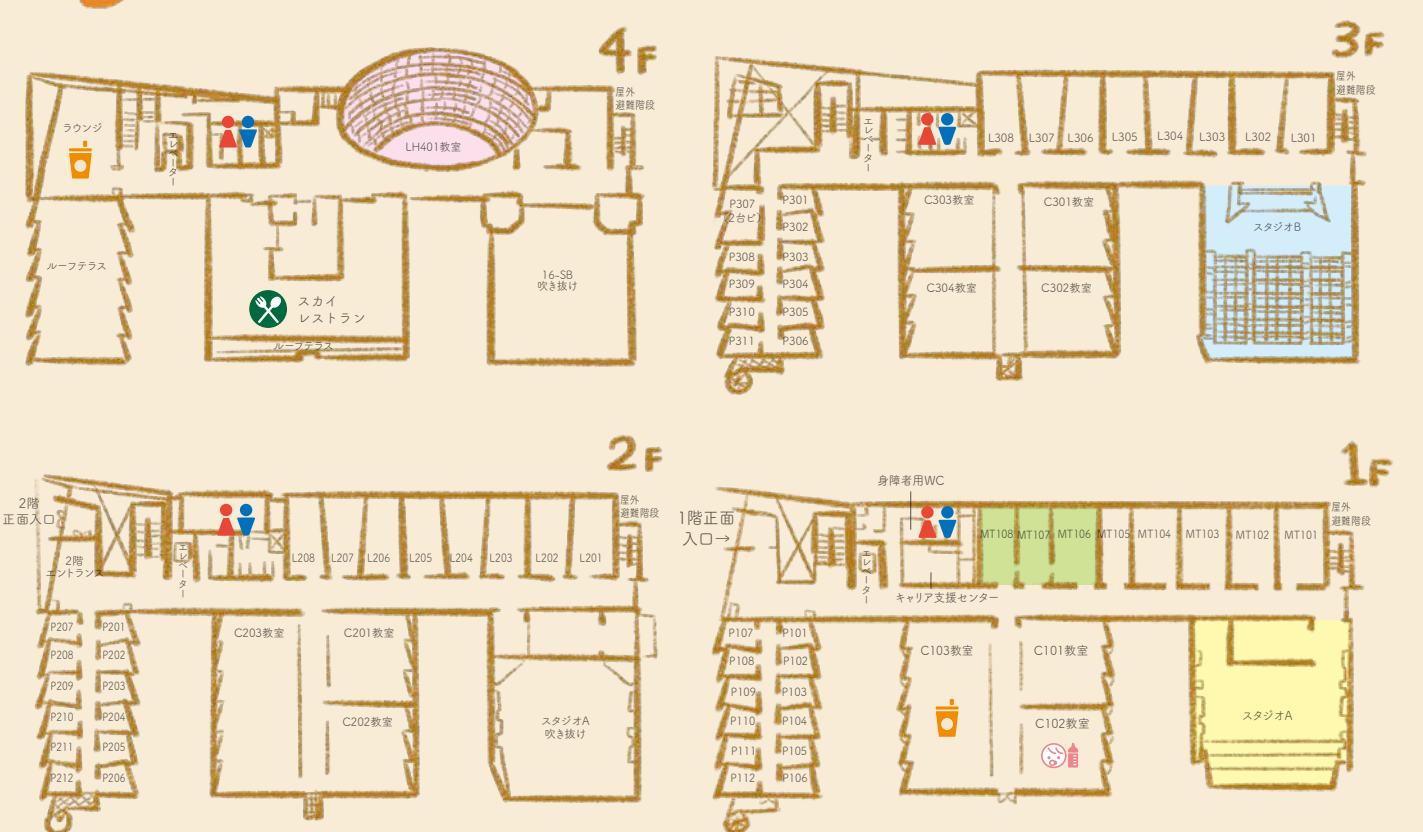 4F
屋外
避難階段
ラウンジ
エレベーター
LH401教室
ルーフテラス
スカイ
レストラン
ルーフテラス
16-SB
吹き抜け
3F
屋外
避難階段
エレベーター
L308
L307
L306
L305
L304
L303
L302
L301
P307
(2台ピ)
P308
P309
P310
P311
P301
P302
P303
P304
P305
P306
C303教室
C301教室
C304教室
C302教室
スタジオB
2F
2階
正面入口
2階
エントランス
エレベーター
屋外
避難階段
L208
L207
L206
L205
L204
L203
L202
L201
P207
P208
P209
P210
P211
P212
P201
P202
P203
P204
P205
P206
C203教室
C201教室
C202教室
スタジオA
吹き抜け
1F
身障者用WC
1階正面
入口→
エレベーター
キャリア支援センター
屋外
避難階段
MT108
MT107
MT106
MT105
MT104
MT103
MT102
MT101
P107
P108
P109
P110
P111
P112
P101
P102
P103
P104
P105
P106
C103教室
C101教室
C102教室
スタジオA